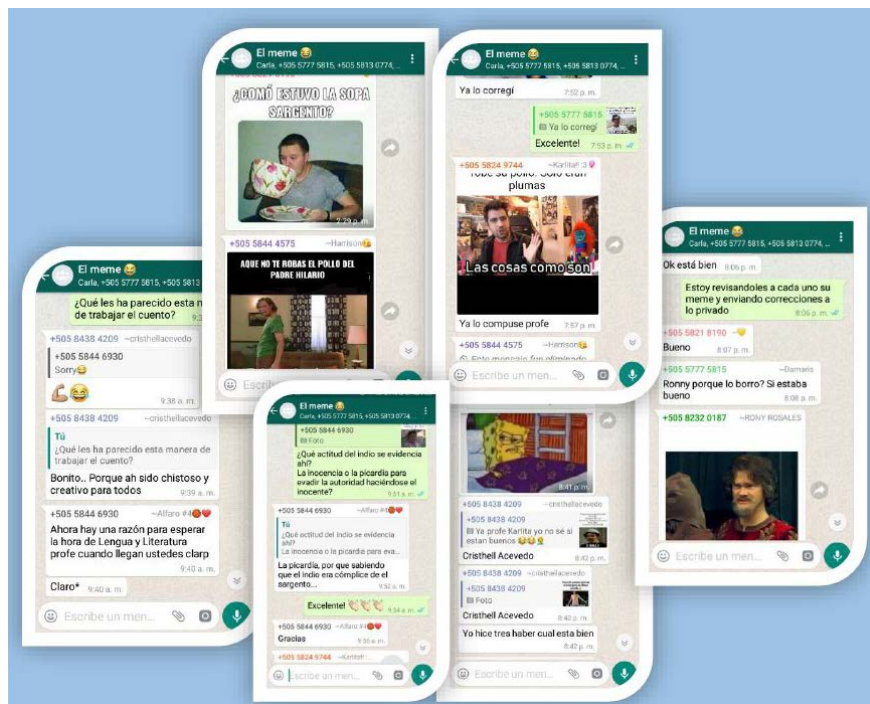 El meme 😂
Carla, +505 5777 5815, +505 5813 0774, ...
¿COMÓ ESTUVO LA SOPA
SARGENTO?
2:29 p. m.
+505 5844 4575 ~Harrison😘
AQUE NO TE ROBAS EL POLLO DEL
PADRE HILARIO
El meme 😂
Carla, +505 5777 5815, +505 5813 0774, ...
Ya lo corregí
7:52 p. m.
+505 5777 5815
Ya lo corregí
Excelente!
7:53 p. m.
+505 5824 9744 ~Karlita!! :3
plumas
Las cosas como son
Ya lo compuse profe
7:57 p. m.
+505 5844 4575 ~Harrison😘
Este mensaje fue eliminado
Escribe un men...
El meme 😂
Carla, +505 5777 5815, +505 5813 0774, ...
Ok está bien
8:06 p. m.
Estoy revisandoles a cada uno su
meme y enviando correcciones a
lo privado
8:06 p. m.
+505 5821 8190
Bueno
8:07 p. m.
+505 5777 5815 ~Damaris
Ronny porque lo borro? Si estaba
bueno
8:08 p. m.
+505 8232 0187 ~RONY ROSALES
Escribe un men...
El meme 😂
Carla, +505 5777 5815, +505 5813
¿Qué les ha parecido esta
de trabajar el cuento?
+505 8438 4209 ~cristhellacevedo
+505 5844 6930
Sorry😂
💪😂
9:38 a. m.
+505 8438 4209 ~cristhellacevedo
Tú
¿Qué les ha parecido esta manera de
trabajar el cuento?
Bonito.. Porque ah sido chistoso y
creativo para todos
9:39 a. m.
+505 5844 6930 ~Alfaro #4🏀❤️
Ahora hay una razón para esperar
la hora de Lengua y Literatura
profe cuando llegan ustedes clarp
9:40 a. m.
Claro*
9:40 a. m.
Escribe un men...
El meme 😂
Carla, +505 5777 5815, +505 5813 0774, ...
+505 5844 6930
Foto
¿Qué actitud del indio se evidencia
ahí?
La inocencia o la picardía para
evadir la autoridad haciéndose el
inocente?
9:51 a. m.
+505 5844 6930 ~Alfaro #4🏀❤️
Tú
¿Qué actitud del indio se evidencia
ahí?
La inocencia o la picardía para eva...
La picardía, por que sabiendo
que el indio era cómplice de el
sargento...
9:52 a. m.
Excelente! 👏👏👏
9:54 a. m.
+505 5844 6930 ~Alfaro #4🏀❤️
Gracias
+505 5824 9744
Escribe un men...
8:41 p. m.
+505 8438 4209 ~cristhellacevedo
+505 8438 4209
Ya profe Karlita yo no sé si
estan buenos
Cristhell Acevedo
8:42 p. m.
+505 8438 4209 ~cristhellacevedo
+505 8438 4209
Foto
Cristhell Acevedo
8:42 p. m.
Yo hice tres haber cual esta bien
8:42 p. m.
Escribe un men...